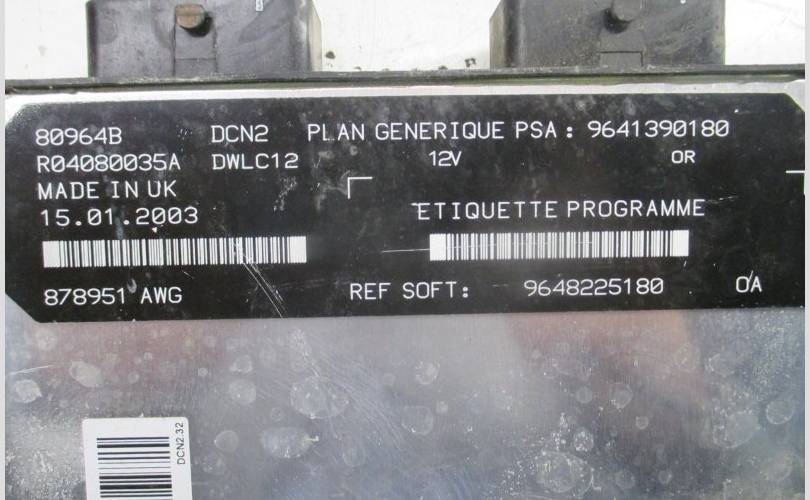 80964B DCN2 PLAN GENERIQUE PSA : 9641390180
R04080035A DWLC12 12V OR
MADE IN UK
15.01.2003 ETIQUETTE PROGRAMME
878951 AWG REF SOFT: 9648225180 0/A
DCN2.32